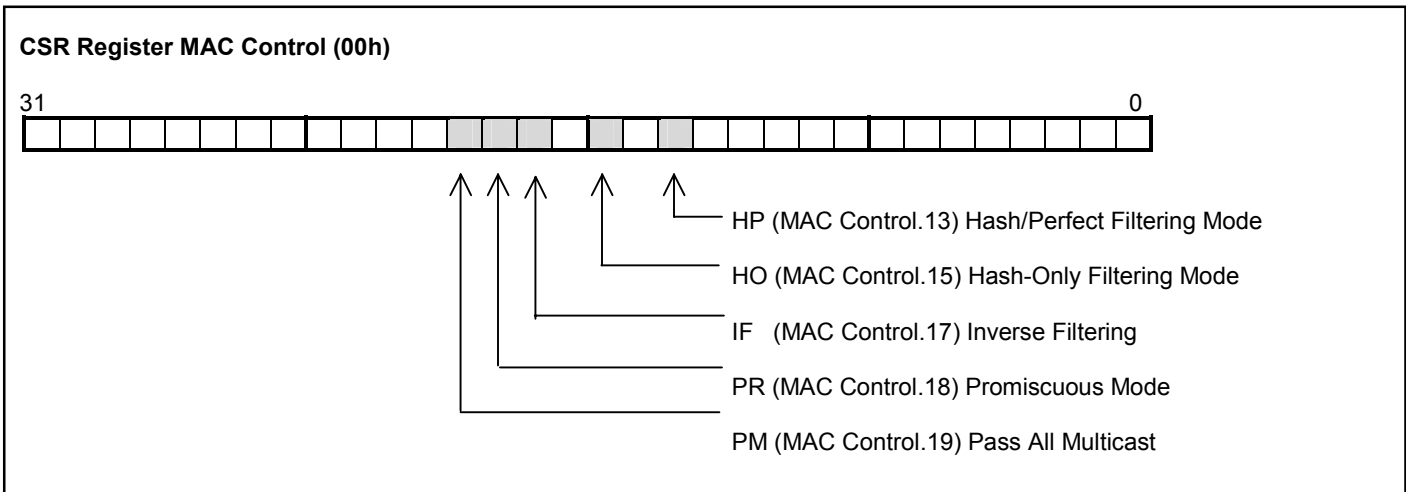 CSR Register MAC Control (00h)
31 0
HP (MAC Control.13) Hash/Perfect Filtering Mode
HO (MAC Control.15) Hash-Only Filtering Mode
IF (MAC Control.17) Inverse Filtering
PR (MAC Control.18) Promiscuous Mode
PM (MAC Control.19) Pass All Multicast